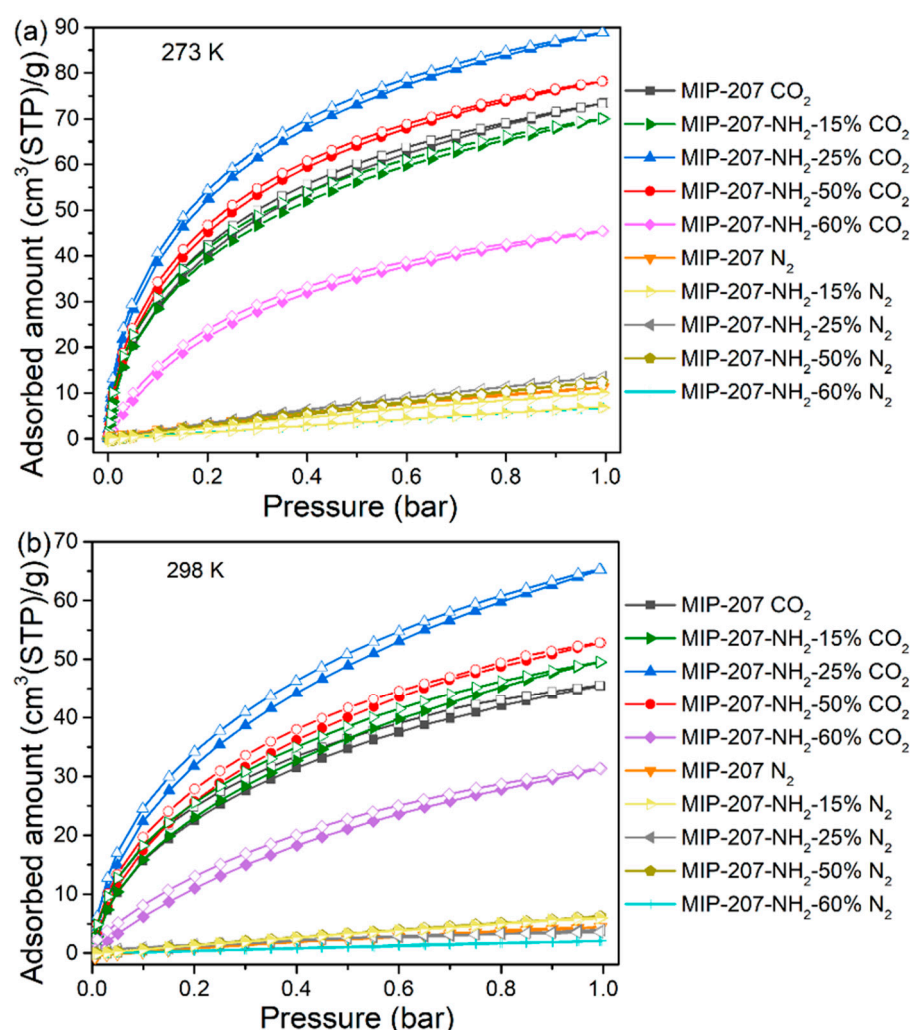 (a)
273 K
Adsorbed amount (cm³(STP)/g)
90
80
70
60
50
40
30
20
10
0
0.0 0.2 0.4 0.6 0.8 1.0
Pressure (bar)
MIP-207 CO₂
MIP-207-NH₂-15% CO₂
MIP-207-NH₂-25% CO₂
MIP-207-NH₂-50% CO₂
MIP-207-NH₂-60% CO₂
MIP-207 N₂
MIP-207-NH₂-15% N₂
MIP-207-NH₂-25% N₂
MIP-207-NH₂-50% N₂
MIP-207-NH₂-60% N₂
(b)
298 K
Adsorbed amount (cm³(STP)/g)
70
60
50
40
30
20
10
0
0.0 0.2 0.4 0.6 0.8 1.0
Pressure (bar)
MIP-207 CO₂
MIP-207-NH₂-15% CO₂
MIP-207-NH₂-25% CO₂
MIP-207-NH₂-50% CO₂
MIP-207-NH₂-60% CO₂
MIP-207 N₂
MIP-207-NH₂-15% N₂
MIP-207-NH₂-25% N₂
MIP-207-NH₂-50% N₂
MIP-207-NH₂-60% N₂